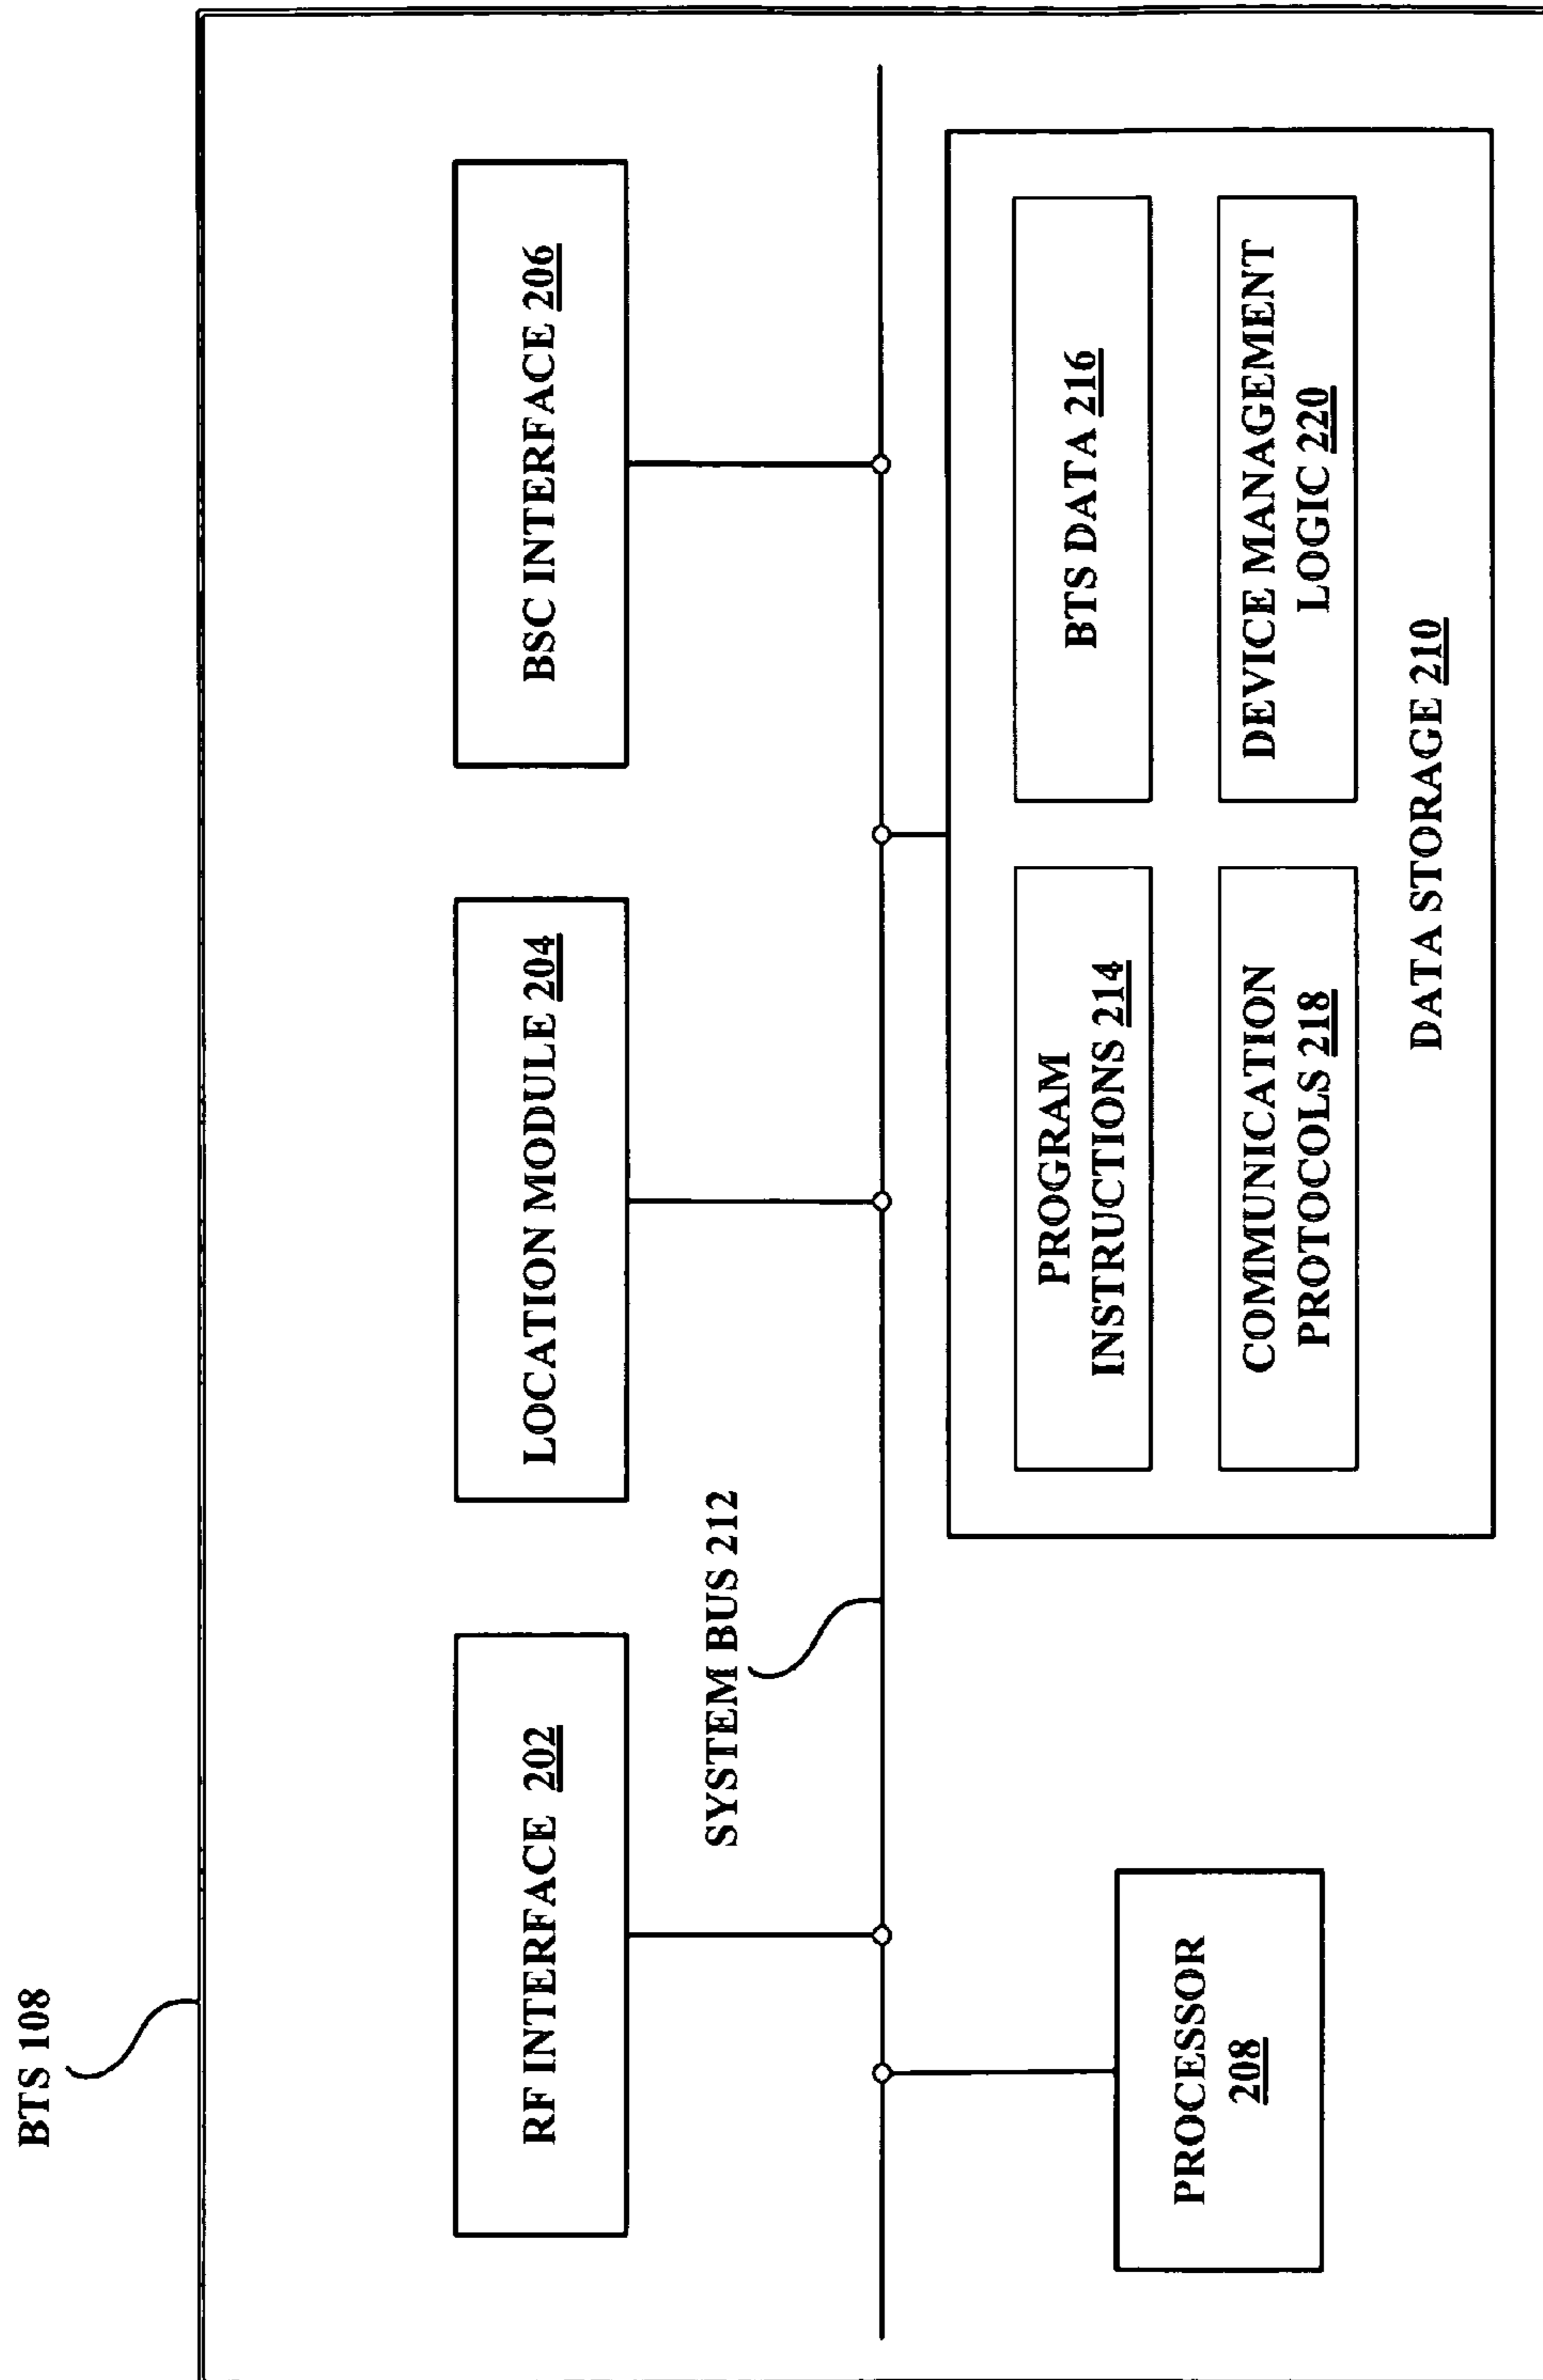 BTS 108
RF INTERFACE 202
LOCATION MODULE 204
BSC INTERFACE 206
SYSTEM BUS 212
PROCESSOR
208
PROGRAM
INSTRUCTIONS 214
BTS DATA 216
COMMUNICATION
PROTOCOLS 218
DEVICE MANAGEMENT
LOGIC 220
DATA STORAGE 210